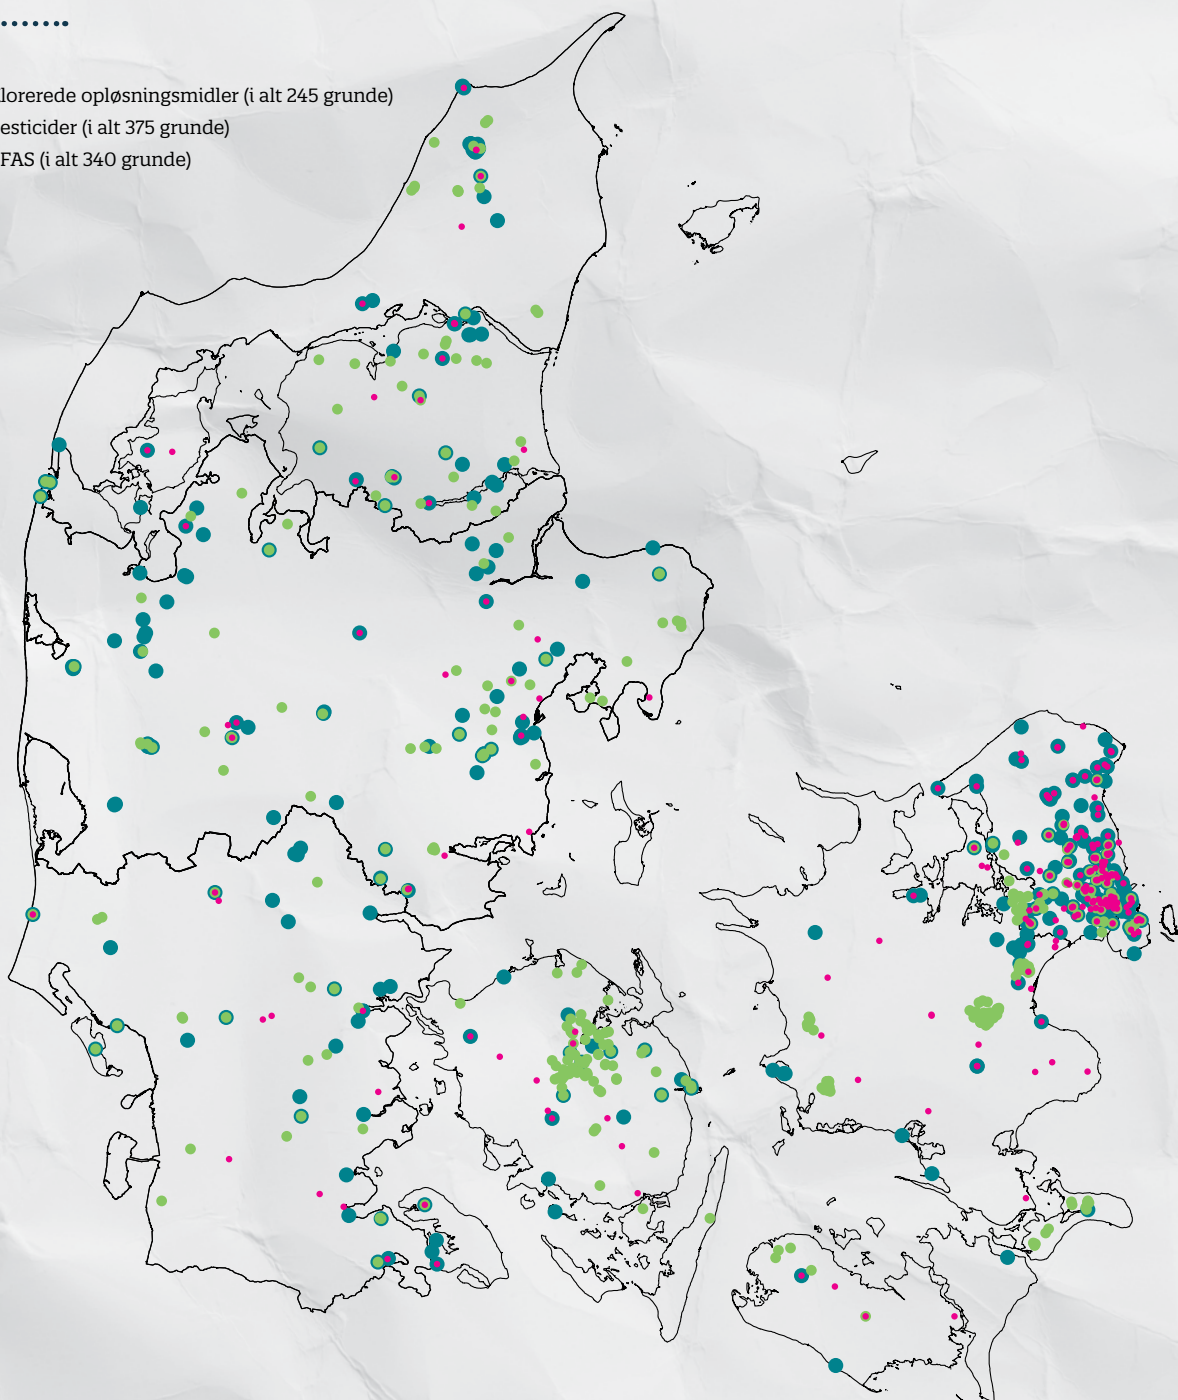 lorerede opløsningsmidler (i alt 245 grunde)
esticider (i alt 375 grunde)
FAS (i alt 340 grunde)